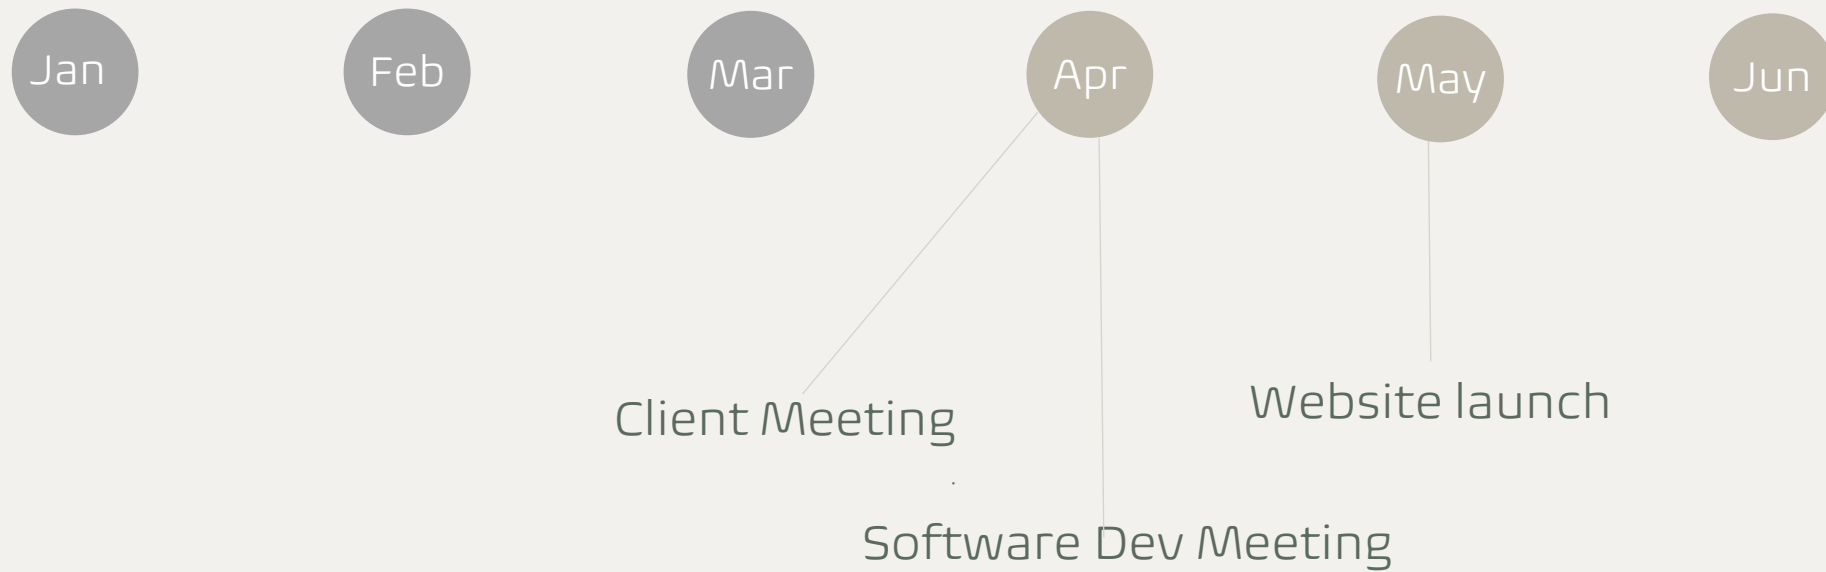 Jan
Feb
Mar
Apr
May
Jun
Client Meeting
Website launch
.
Software Dev Meeting